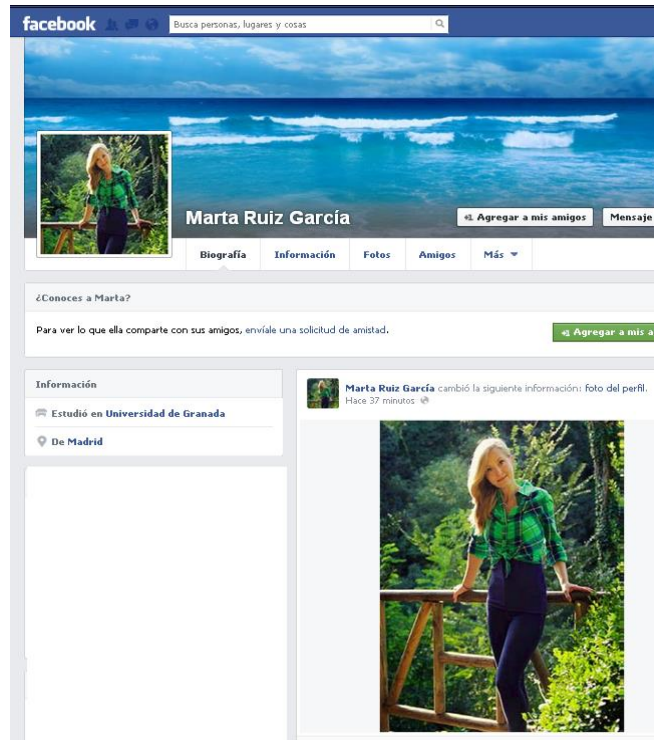 facebook
Busca personas, lugares y cosas
Marta Ruiz García
Agregar a mis amigos
Mensaje
Biografía
Información
Fotos
Amigos
Más
¿Conoces a Marta?
Para ver lo que ella comparte con sus amigos, envíale una solicitud de amistad.
Agregar a mis a
Información
Estudió en Universidad de Granada
De Madrid
Marta Ruiz García cambió la siguiente información: foto del perfil.
Hace 37 minutos